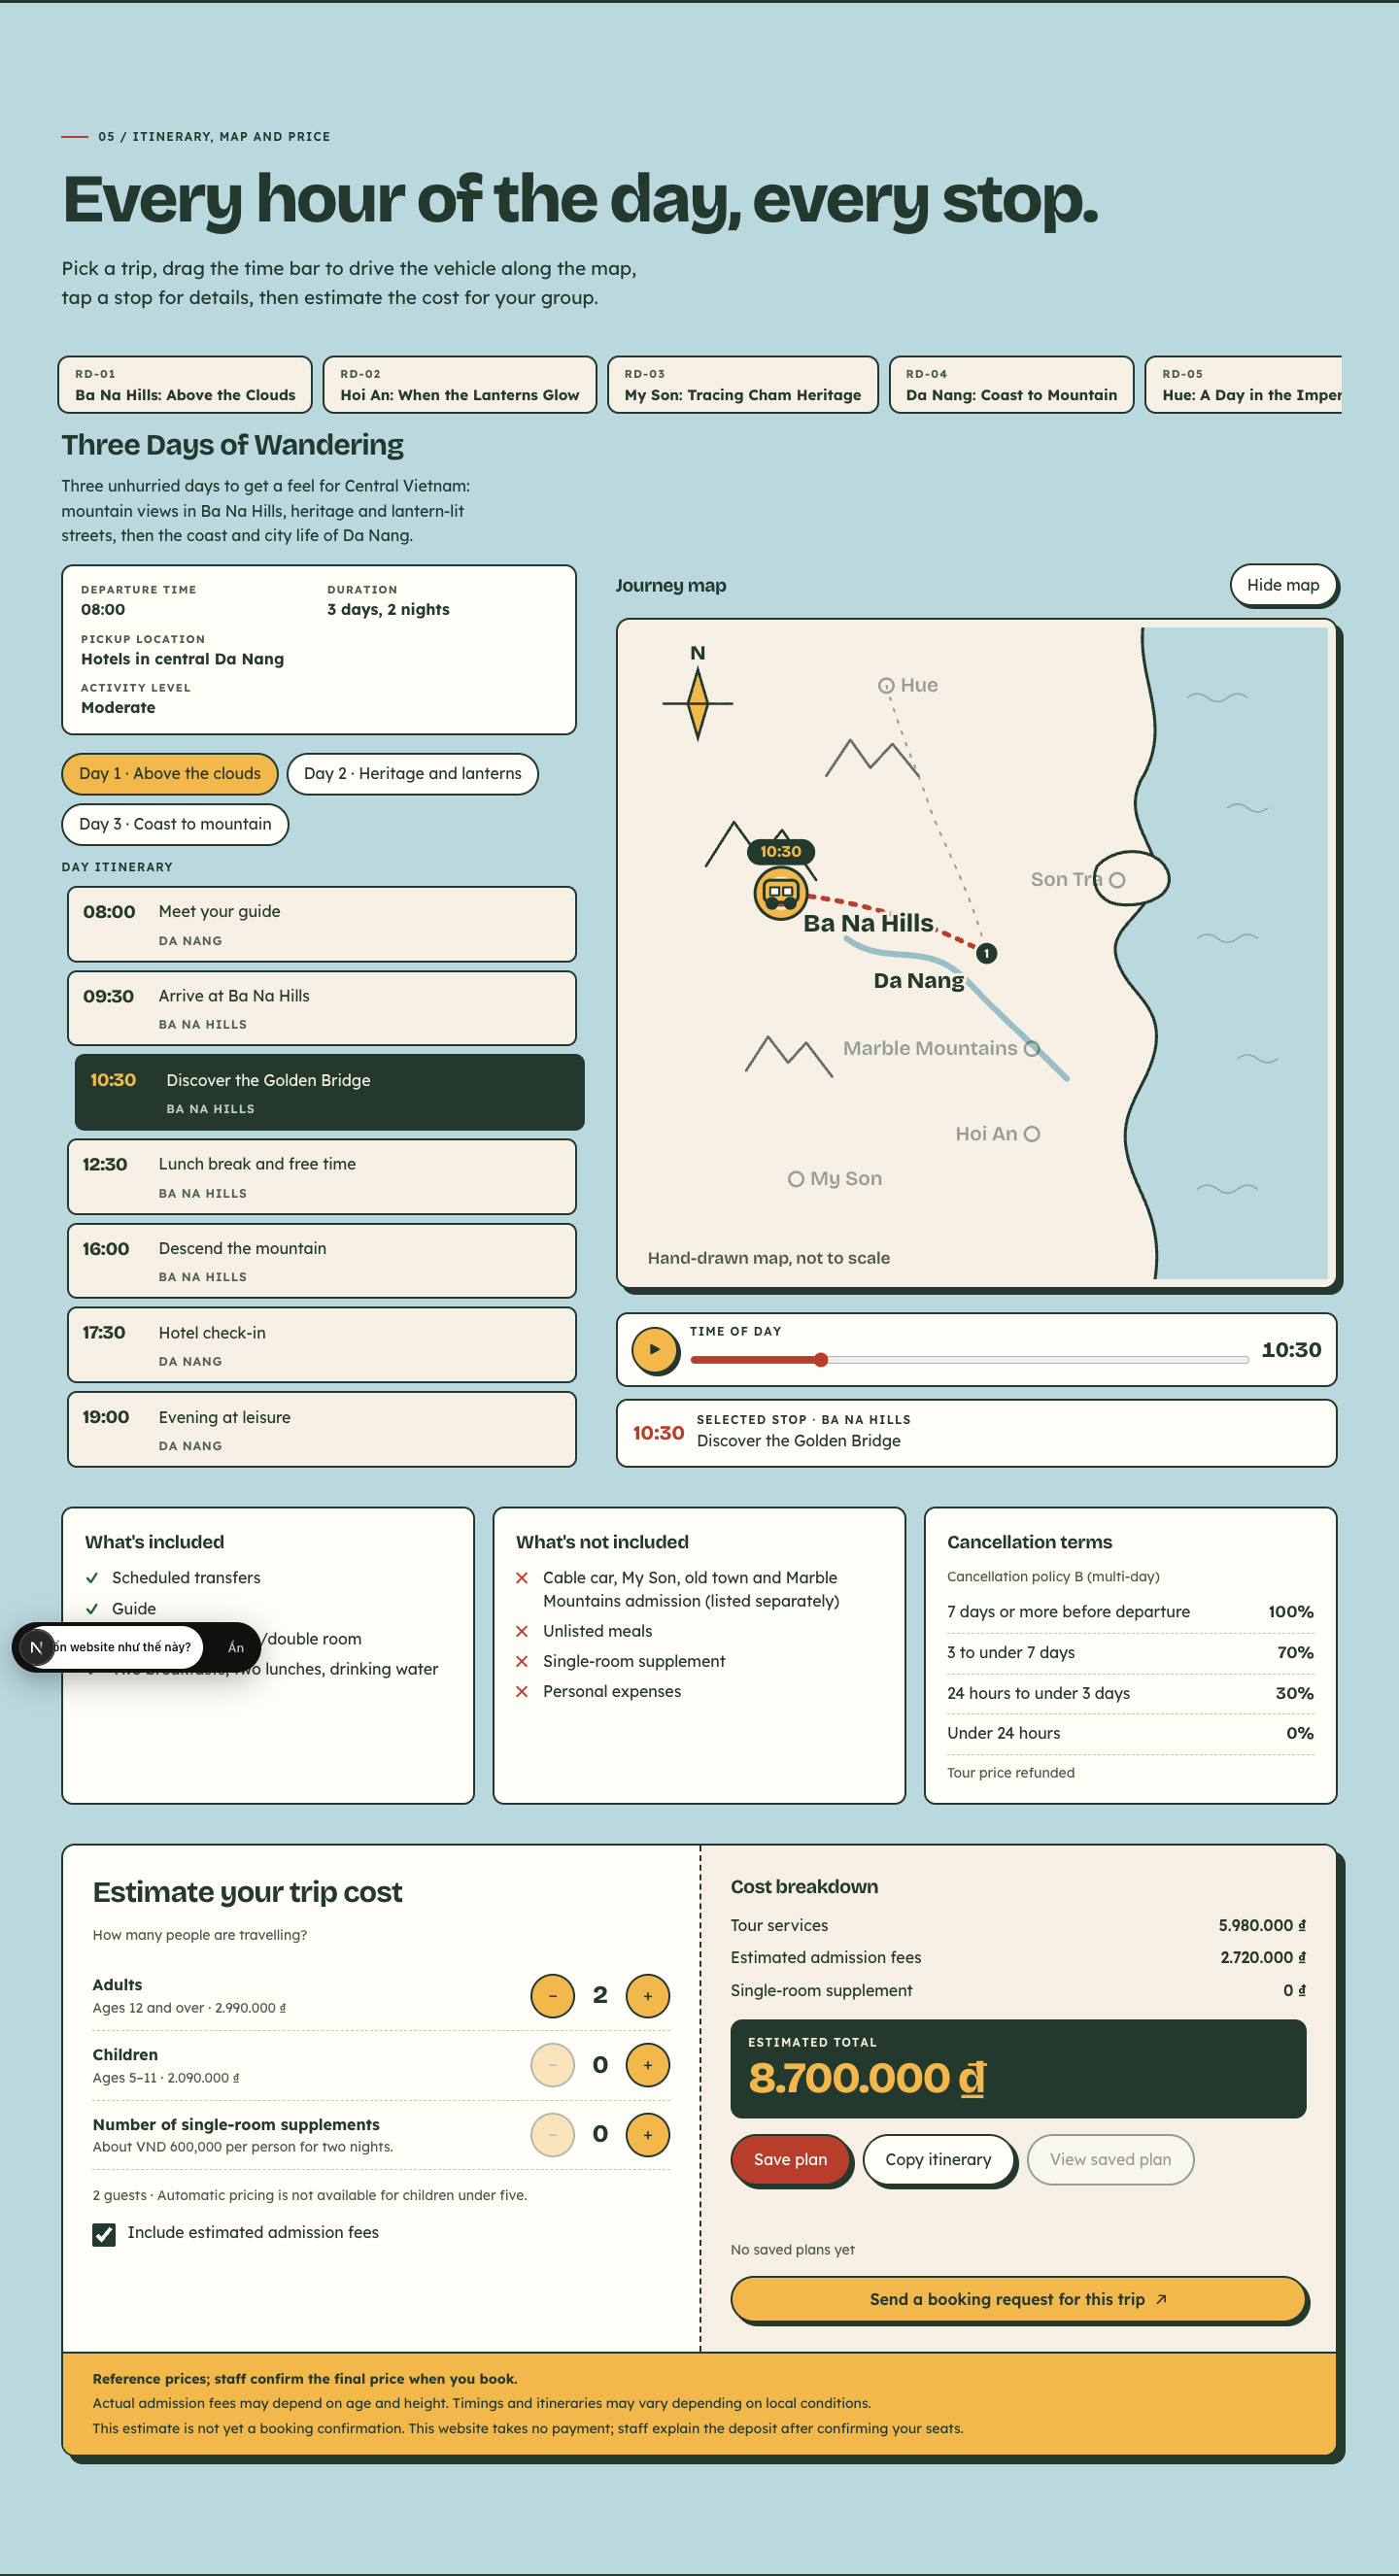 05 / ITINERARY, MAP AND PRICE
Every hour of the day, every stop.
Pick a trip, drag the time bar to drive the vehicle along the map,
tap a stop for details, then estimate the cost for your group.
RD-01
Ba Na Hills: Above the Clouds
RD-02
Hoi An: When the Lanterns Glow
RD-03
My Son: Tracing Cham Heritage
RD-04
Da Nang: Coast to Mountain
RD-05
Hue: A Day in the
Three Days of Wandering
Three unhurried days to get a feel for Central Vietnam:
mountain views in Ba Na Hills, heritage and lantern-lit
streets, then the coast and city life of Da Nang.
DEPARTURE TIME
08:00
DURATION
3 days, 2 nights
PICKUP LOCATION
Hotels in central Da Nang
ACTIVITY LEVEL
Moderate
Day 1 · Above the clouds
Day 2 · Heritage and lanterns
Day 3 · Coast to mountain
DAY ITINERARY
08:00 Meet your guide
DA NANG
09:30 Arrive at Ba Na Hills
BA NA HILLS
10:30 Discover the Golden Bridge
BA NA HILLS
12:30 Lunch break and free time
BA NA HILLS
16:00 Descend the mountain
BA NA HILLS
17:30 Hotel check-in
DA NANG
19:00 Evening at leisure
DA NANG
Journey map
Hide map
N
Hue
10:30
Son Tra
Ba Na Hills
1
Da Nang
Marble Mountains
Hoi An
My Son
Hand-drawn map, not to scale
TIME OF DAY
10:30
10:30
SELECTED STOP · BA NA HILLS
Discover the Golden Bridge
What's included
Scheduled transfers
Guide
/double room
lunches, drinking water
N
website như thế này?
Ẩn
What's not included
Cable car, My Son, old town and Marble
Mountains admission (listed separately)
Unlisted meals
Single-room supplement
Personal expenses
Cancellation terms
Cancellation policy B (multi-day)
7 days or more before departure 100%
3 to under 7 days 70%
24 hours to under 3 days 30%
Under 24 hours 0%
Tour price refunded
Estimate your trip cost
How many people are travelling?
Adults
Ages 12 and over · 2.990.000 ₫
− 2 +
Children
Ages 5–11 · 2.090.000 ₫
− 0 +
Number of single-room supplements
About VND 600,000 per person for two nights.
− 0 +
2 guests · Automatic pricing is not available for children under five.
Include estimated admission fees
Cost breakdown
Tour services 5.980.000 ₫
Estimated admission fees 2.720.000 ₫
Single-room supplement 0 ₫
ESTIMATED TOTAL
8.700.000 ₫
Save plan
Copy itinerary
View saved plan
No saved plans yet
Send a booking request for this trip ↗
Reference prices; staff confirm the final price when you book.
Actual admission fees may depend on age and height. Timings and itineraries may vary depending on local conditions.
This estimate is not yet a booking confirmation. This website takes no payment; staff explain the deposit after confirming your seats.